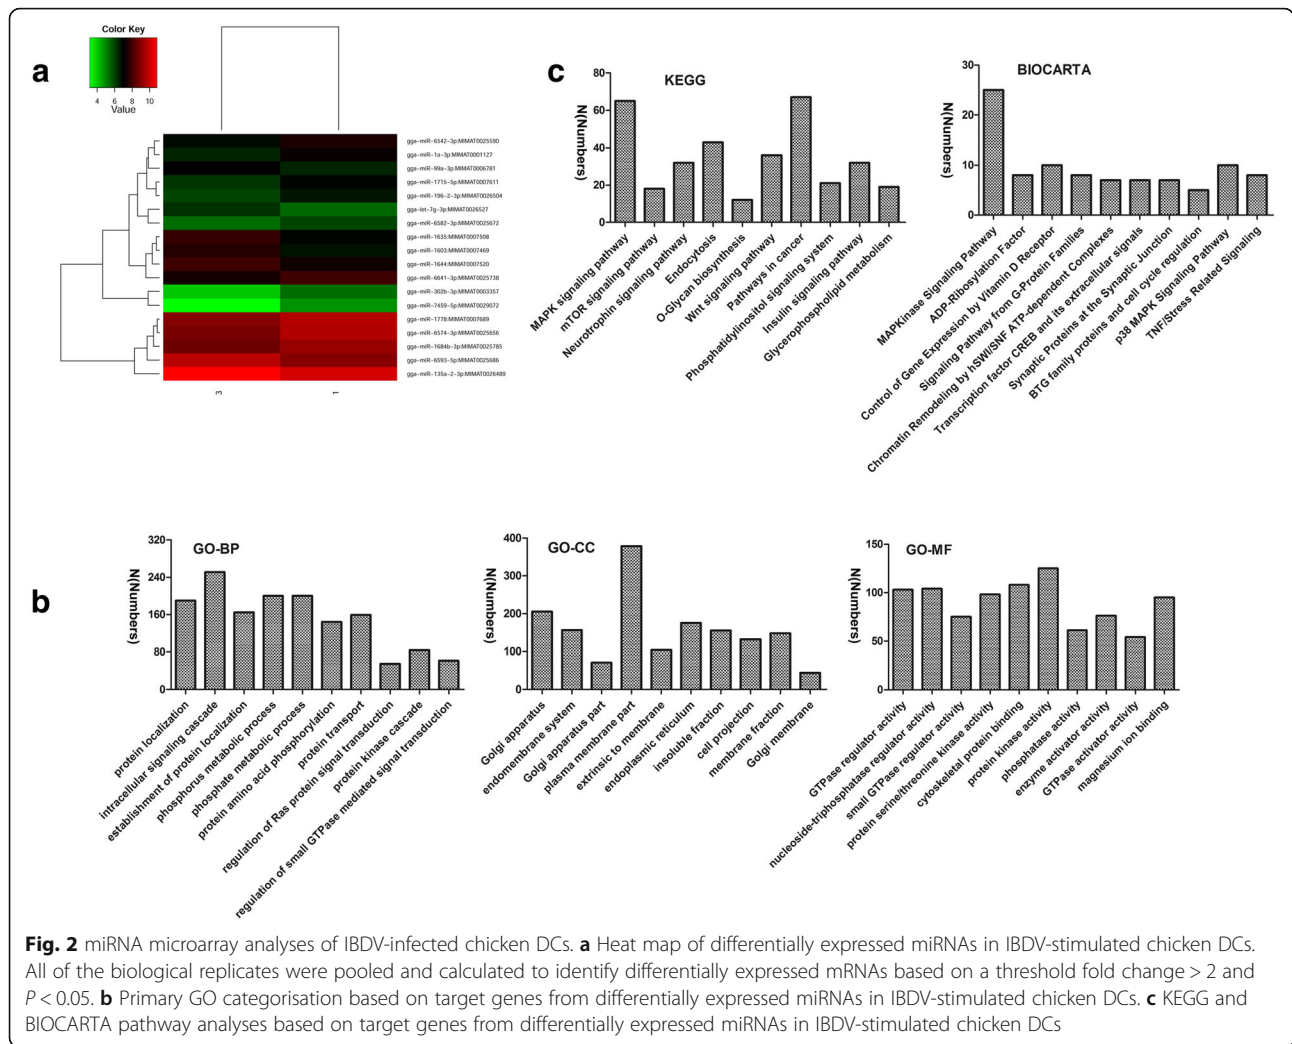 a
Color Key
4 6 8 10
Value
gga-miR-6542-3p:MIMAT0025590
gga-miR-1a-3p:MIMAT0001127
gga-miR-99a-3p:MIMAT0006781
gga-miR-1715-5p:MIMAT0007611
gga-miR-196-2-3p:MIMAT0026504
gga-let-7g-3p:MIMAT0026527
gga-miR-6582-3p:MIMAT0025672
gga-miR-1635:MIMAT0007508
gga-miR-1603:MIMAT0007469
gga-miR-1644:MIMAT0007520
gga-miR-6641-3p:MIMAT0025738
gga-miR-302b-3p:MIMAT0003357
gga-miR-7459-5p:MIMAT0029072
gga-miR-1778:MIMAT0007689
gga-miR-6574-3p:MIMAT0025656
gga-miR-1684b-3p:MIMAT0025785
gga-miR-6593-5p:MIMAT0025686
gga-miR-135a-2-3p:MIMAT0026489
3
1
c
KEGG
N(Numbers)
80
60
40
20
0
MAPK signaling pathway
mTOR signaling pathway
Neurotrophin signaling pathway
Endocytosis
O-Glycan biosynthesis
Wnt signaling pathway
Pathways in cancer
Phosphatidylinositol signaling system
Insulin signaling pathway
Glycerophospholipid metabolism
BIOCARTA
N(Numbers)
30
20
10
0
MAPKinase Signaling Pathway
ADP-Ribosylation Factor
Control of Gene Expression by Vitamin D Receptor
Signaling Pathway from G-Protein Families
Chromatin Remodeling by hSWI/SNF ATP-dependent Complexes
Transcription factor CREB and its extracellular signals
Synaptic Proteins at the Synaptic Junction
BTG family proteins and cell cycle regulation
p38 MAPK Signaling Pathway
TNF/Stress Related Signaling
b
GO-BP
N(Numbers)
320
240
160
80
0
protein localization
intracellular signaling cascade
establishment of protein localization
phosphorus metabolic process
phosphate metabolic process
protein amino acid phosphorylation
protein transport
regulation of Ras protein signal transduction
protein kinase cascade
regulation of small GTPase mediated signal transduction
GO-CC
N(Numbers)
400
300
200
100
0
Golgi apparatus
endomembrane system
Golgi apparatus part
plasma membrane part
extrinsic to membrane
endoplasmic reticulum
insoluble fraction
cell projection
membrane fraction
Golgi membrane
GO-MF
N(Numbers)
150
100
50
0
GTPase regulator activity
nucleoside-triphosphatase regulator activity
small GTPase regulator activity
protein serine/threonine kinase activity
cytoskeletal protein binding
protein kinase activity
phosphatase activity
enzyme activator activity
GTPase activator activity
magnesium ion binding
Fig. 2 miRNA microarray analyses of IBDV-infected chicken DCs. a Heat map of differentially expressed miRNAs in IBDV-stimulated chicken DCs.
All of the biological replicates were pooled and calculated to identify differentially expressed mRNAs based on a threshold fold change > 2 and
P < 0.05. b Primary GO categorisation based on target genes from differentially expressed miRNAs in IBDV-stimulated chicken DCs. c KEGG and
BIOCARTA pathway analyses based on target genes from differentially expressed miRNAs in IBDV-stimulated chicken DCs